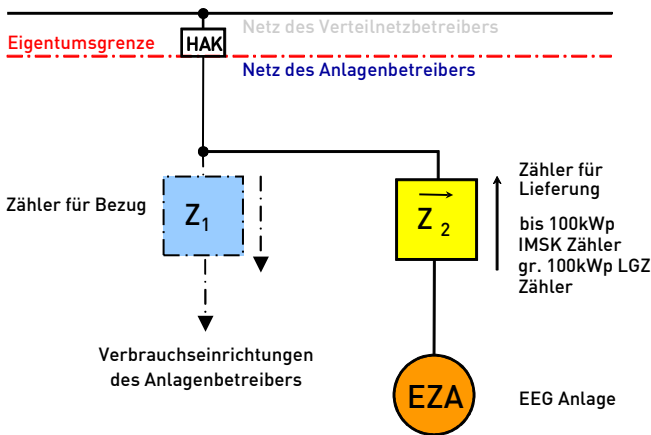 Netz des Verteilnetzbetreibers
Eigentumsgrenze
HAK
Netz des Anlagenbetreibers
Zähler für Bezug
Z1
Z 2
Zähler für
Lieferung
bis 100kWp
IMSK Zähler
gr. 100kWp LGZ
Zähler
Verbrauchseinrichtungen
des Anlagenbetreibers
EZA
EEG Anlage